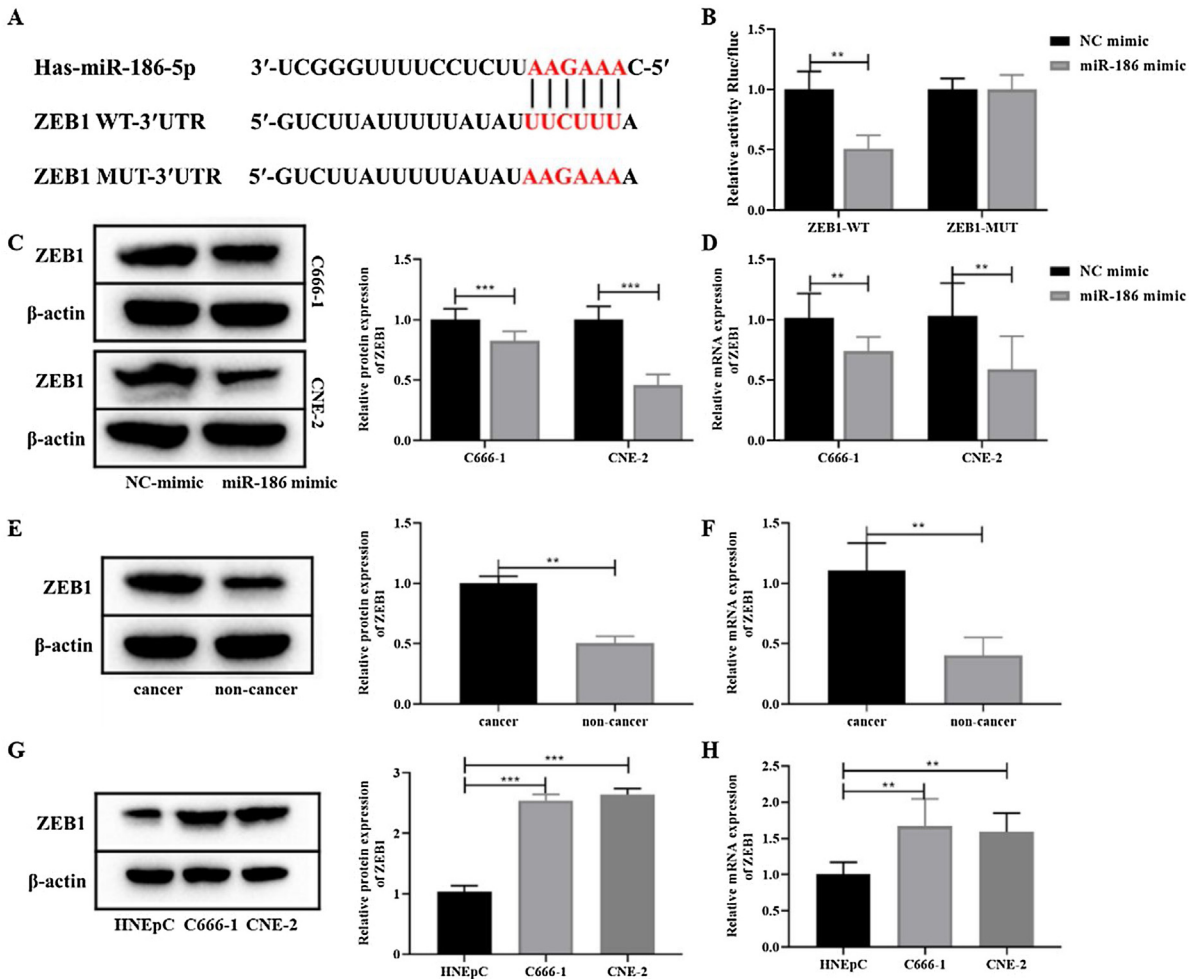 A
Has-miR-186-5p 3′-UCGGGUUUUCCUCUUAAGAAAC-5′
ZEB1 WT-3′UTR 5′-GUCUUAUUUUUAUAUUUCUUUA
ZEB1 MUT-3′UTR 5′-GUCUUAUUUUUAUAUAAGAAAA
B
Relative activity Rluc/fluc
1.5
1.0
0.5
0.0
**
ZEB1-WT ZEB1-MUT
NC mimic
miR-186 mimic
C
ZEB1
β-actin
C666-1
ZEB1
β-actin
CNE-2
NC-mimic miR-186 mimic
Relative protein expression
of ZEB1
1.5
1.0
0.5
0.0
*** ***
C666-1 CNE-2
D
Relative mRNA expression
of ZEB1
1.5
1.0
0.5
0.0
** **
C666-1 CNE-2
NC mimic
miR-186 mimic
E
ZEB1
β-actin
cancer non-cancer
Relative protein expression
of ZEB1
1.5
1.0
0.5
0.0
**
cancer non-cancer
F
Relative mRNA expression
of ZEB1
1.5
1.0
0.5
0.0
**
cancer non-cancer
G
ZEB1
β-actin
HNEpC C666-1 CNE-2
Relative protein expression
of ZEB1
3
2
1
0
***
***
HNEpC C666-1 CNE-2
H
Relative mRNA expression
of ZEB1
2.5
2.0
1.5
1.0
0.5
0.0
**
**
HNEpC C666-1 CNE-2